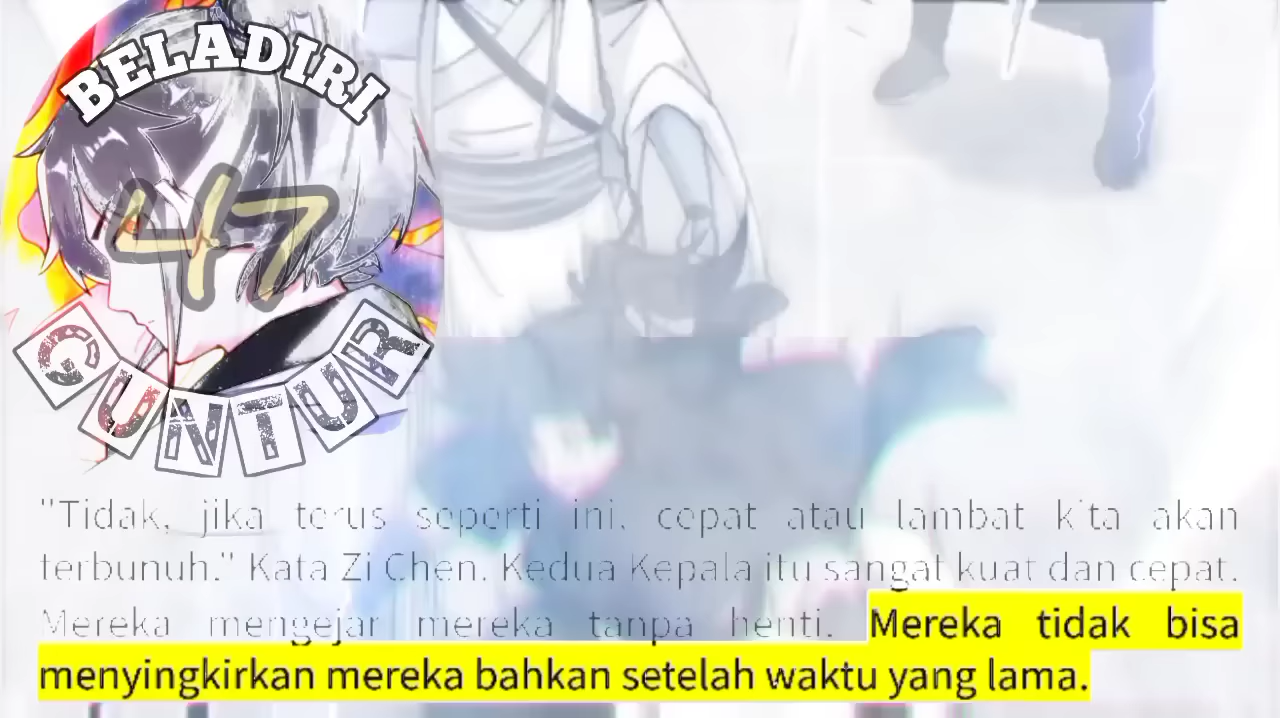 BELADIRI
47
GUNTUR
"Tidak, jika terus seperti ini, cepat atau lambat kita akan
terbunuh." Kata Zi Chen. Kedua Kepala itu sangat kuat dan cepat.
Mereka mengejar mereka tanpa henti. Mereka tidak bisa
menyingkirkan mereka bahkan setelah waktu yang lama.